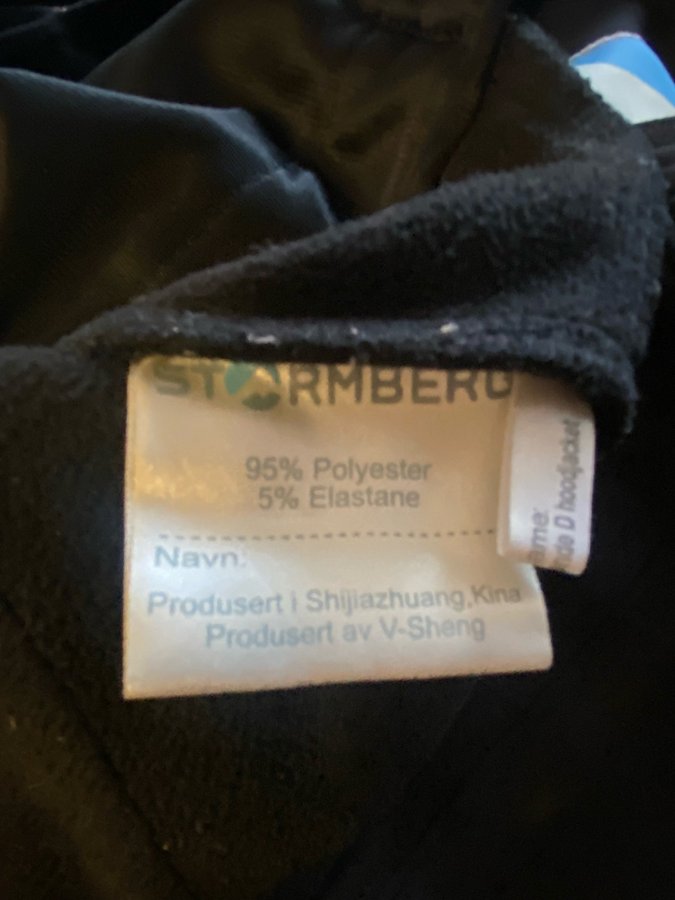 STORMBERG
95% Polyester
5% Elastane
Navn:
Produsert i Shijiazhuang,Kina
Produsert av V-Sheng
D hoodjacket